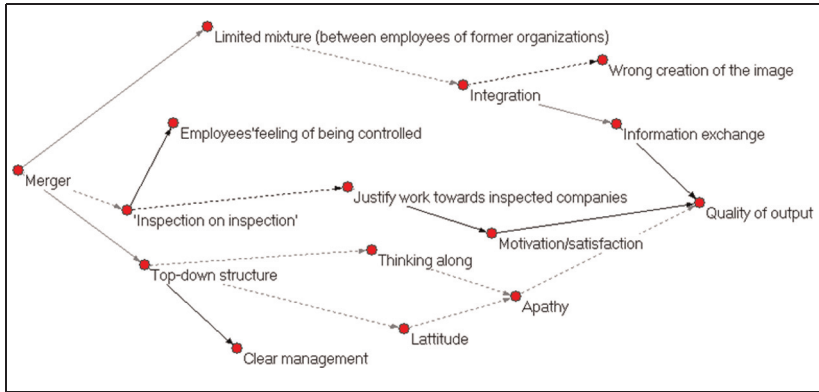 Limited mixture (between employees of former organizations)
Wrong creation of the image
Integration
Employees'feeling of being controlled
Information exchange
Merger
Justify work towards inspected companies
'Inspection on inspection'
Quality of output
Motivation/satisfaction
Thinking along
Top-down structure
Apathy
Lattitude
Clear management